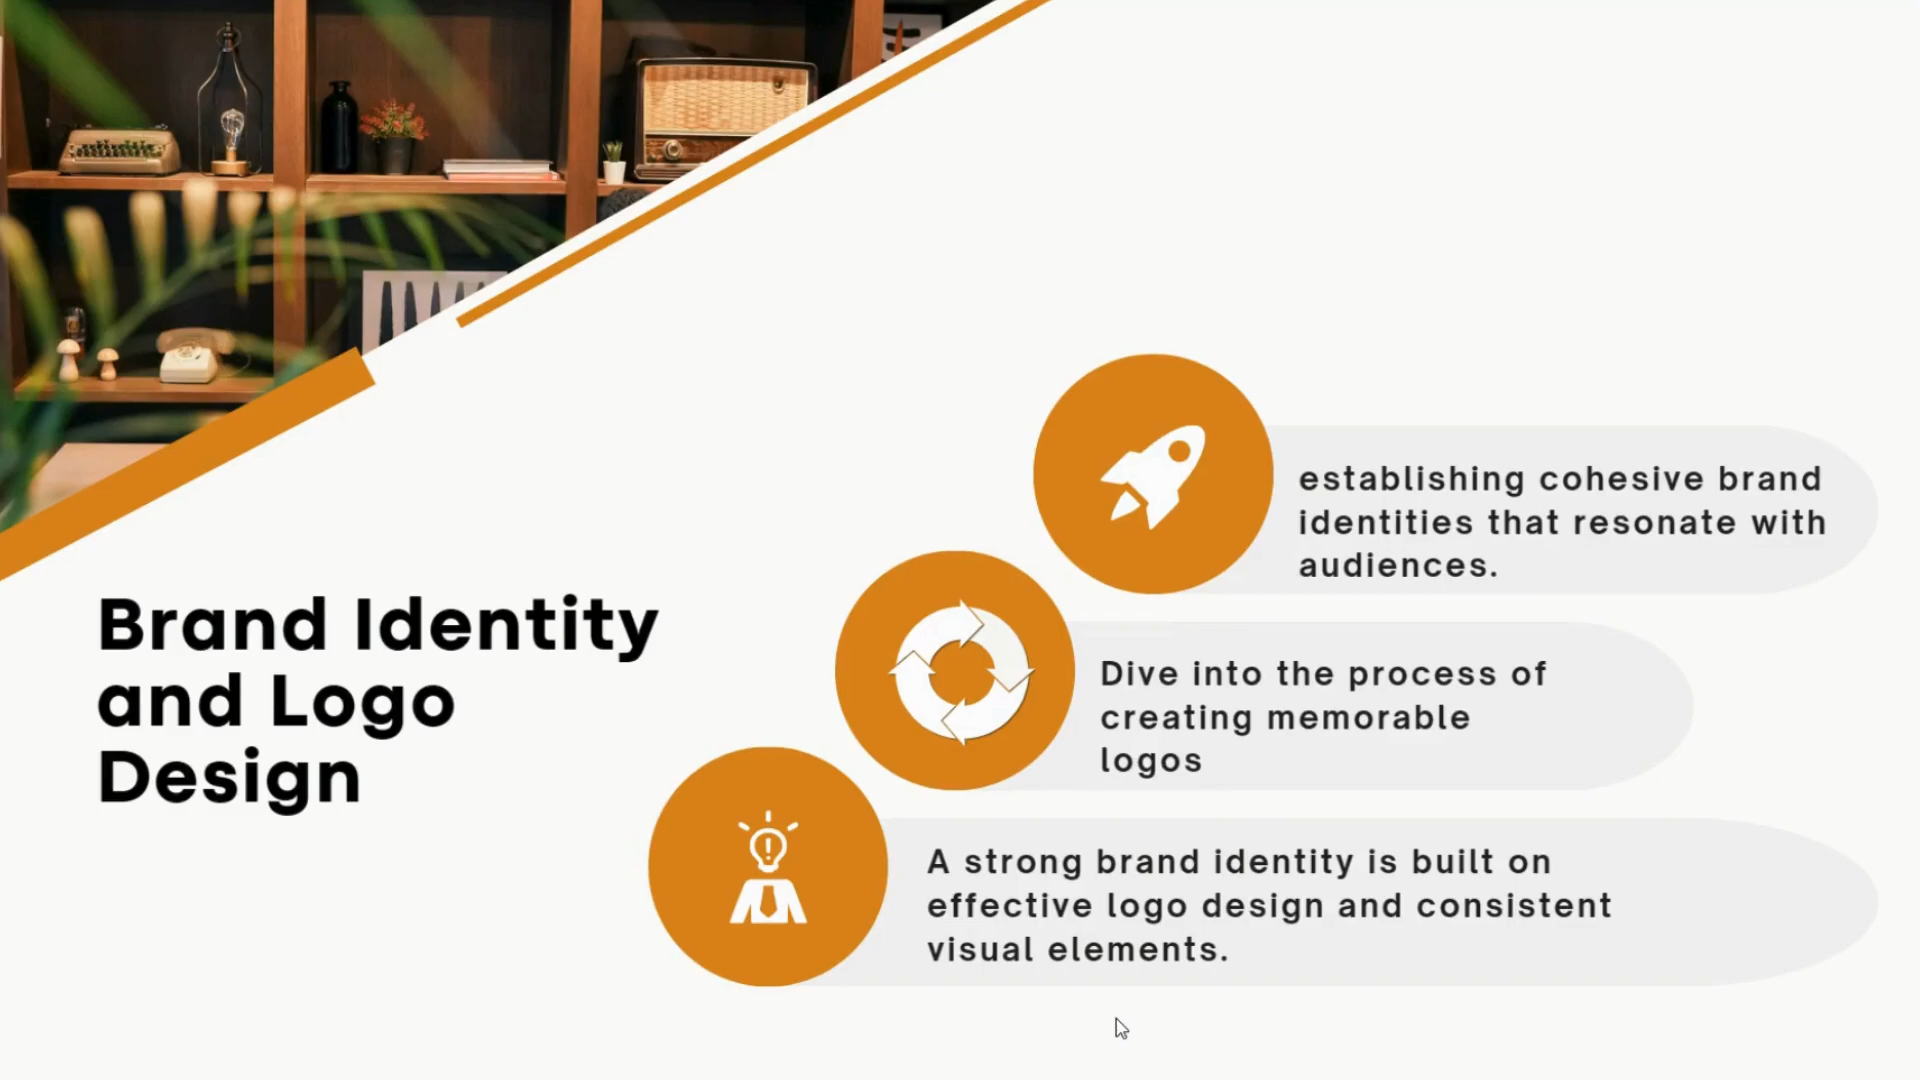 Brand Identity
and Logo
Design
establishing cohesive brand
identities that resonate with
audiences.
Dive into the process of
creating memorable
logos
A strong brand identity is built on
effective logo design and consistent
visual elements.